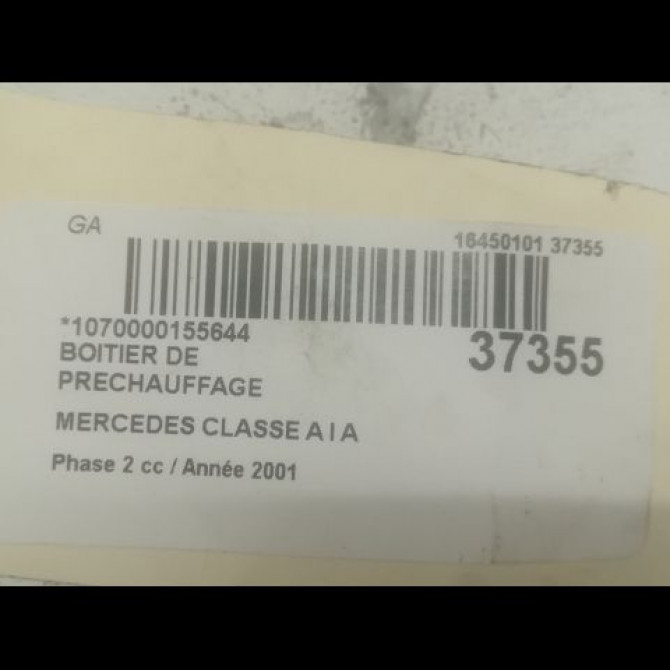 GA
16450101 37355
*1070000155644
37355
BOITIER DE
PRECHAUFFAGE
MERCEDES CLASSE A I A
Phase 2 cc / Année 2001